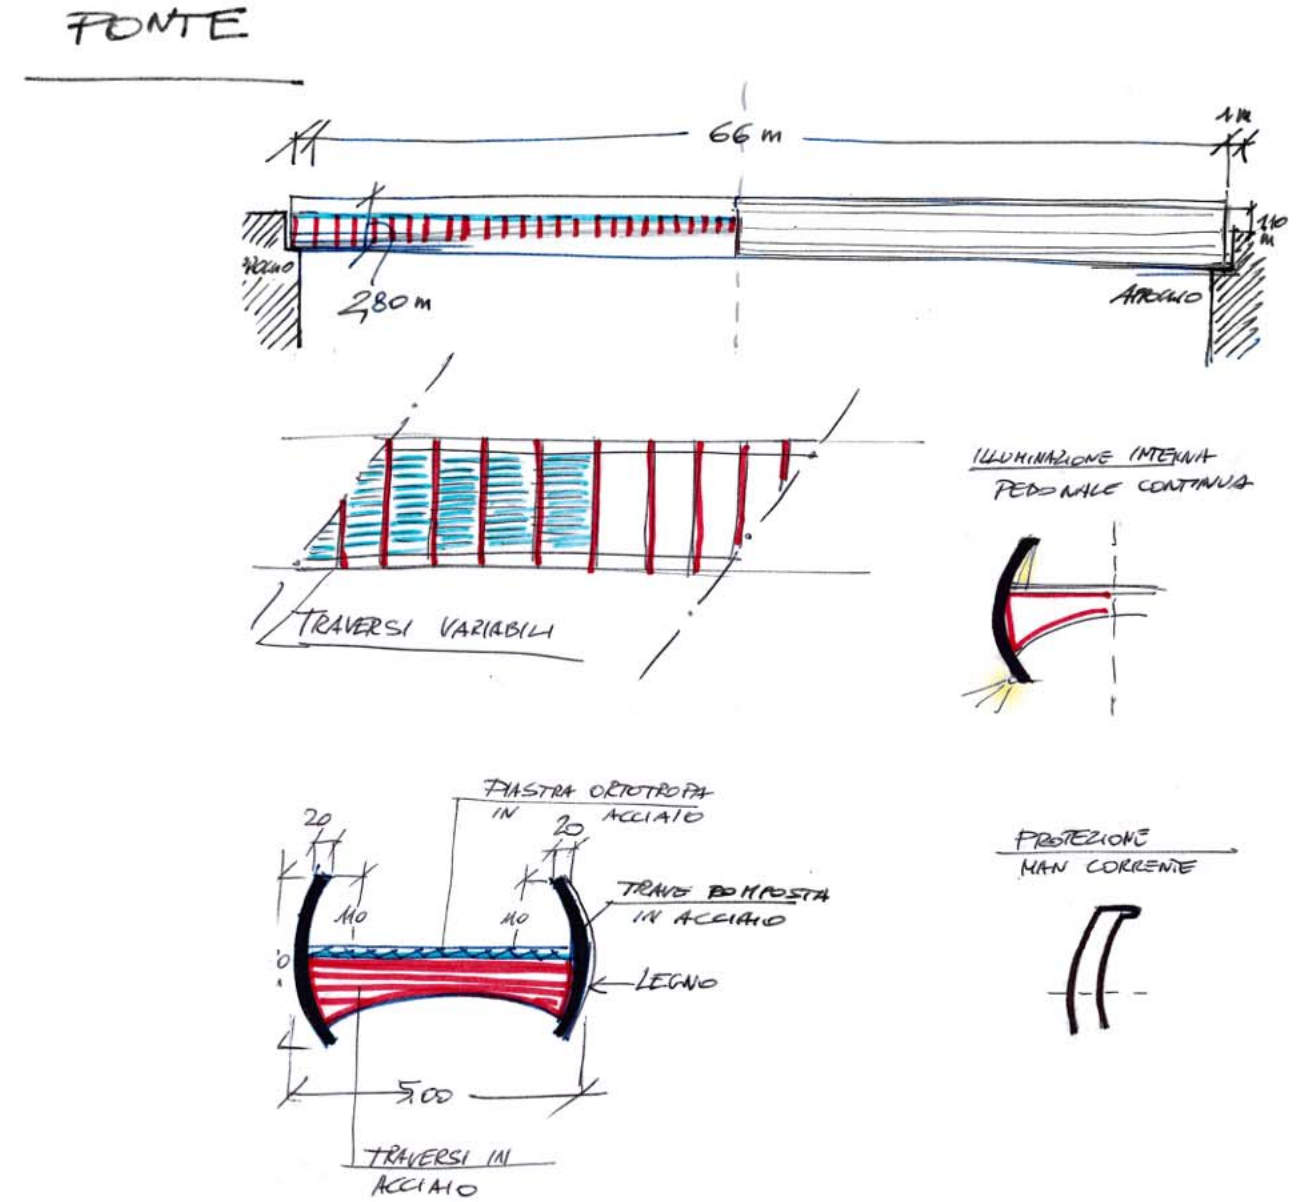 PONTE
66 m
1 m
1,10
m
2,80 m
APPOGGIO
TRAVERSI VARIABILI
ILLUMINAZIONE INTERNA
PEDONALE CONTINUA
PIASTRA ORTOTROPA
IN ACCIAIO
20
20
110
110
TRAVE COMPOSTA
IN ACCIAIO
LEGNO
5.00
TRAVERSI IN
ACCIAIO
PROTEZIONE
MAN CORRENTE